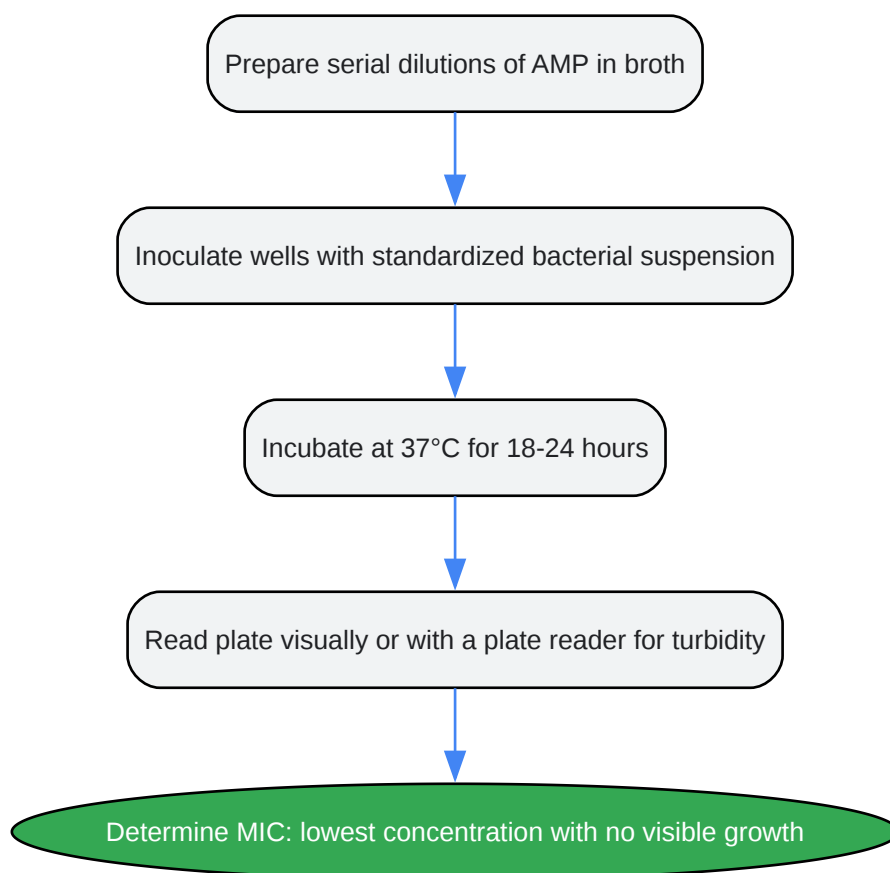 Prepare serial dilutions of AMP in broth
Inoculate wells with standardized bacterial suspension
Incubate at 37°C for 18-24 hours
Read plate visually or with a plate reader for turbidity
Determine MIC: lowest concentration with no visible growth